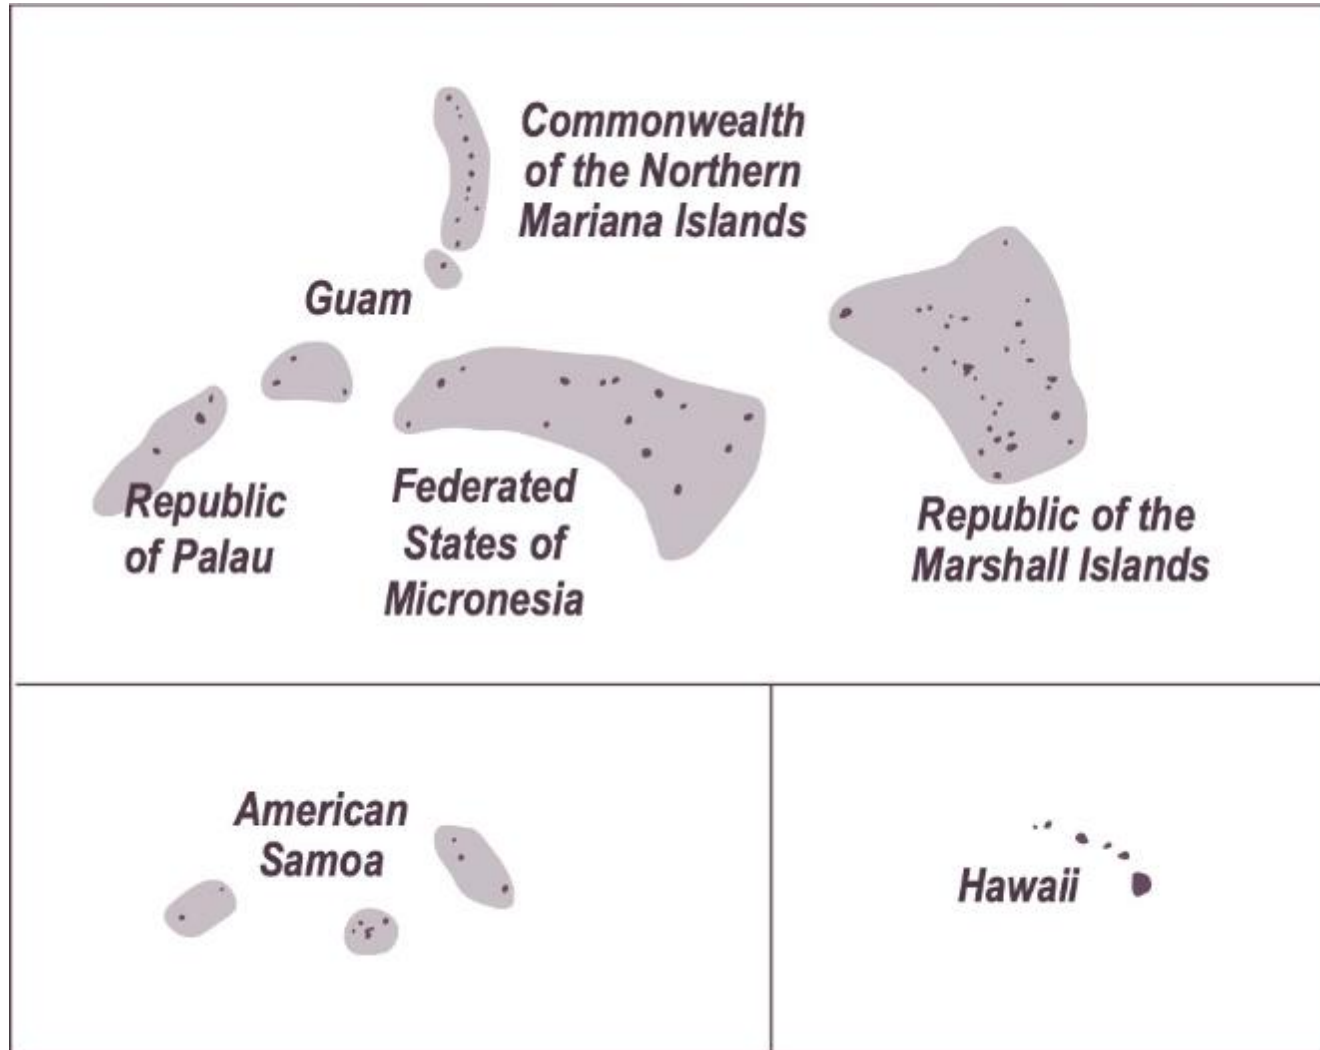 Commonwealth
of the Northern
Mariana Islands
Guam
Republic
of Palau
Federated
States of
Micronesia
Republic of the
Marshall Islands
American
Samoa
Hawaii